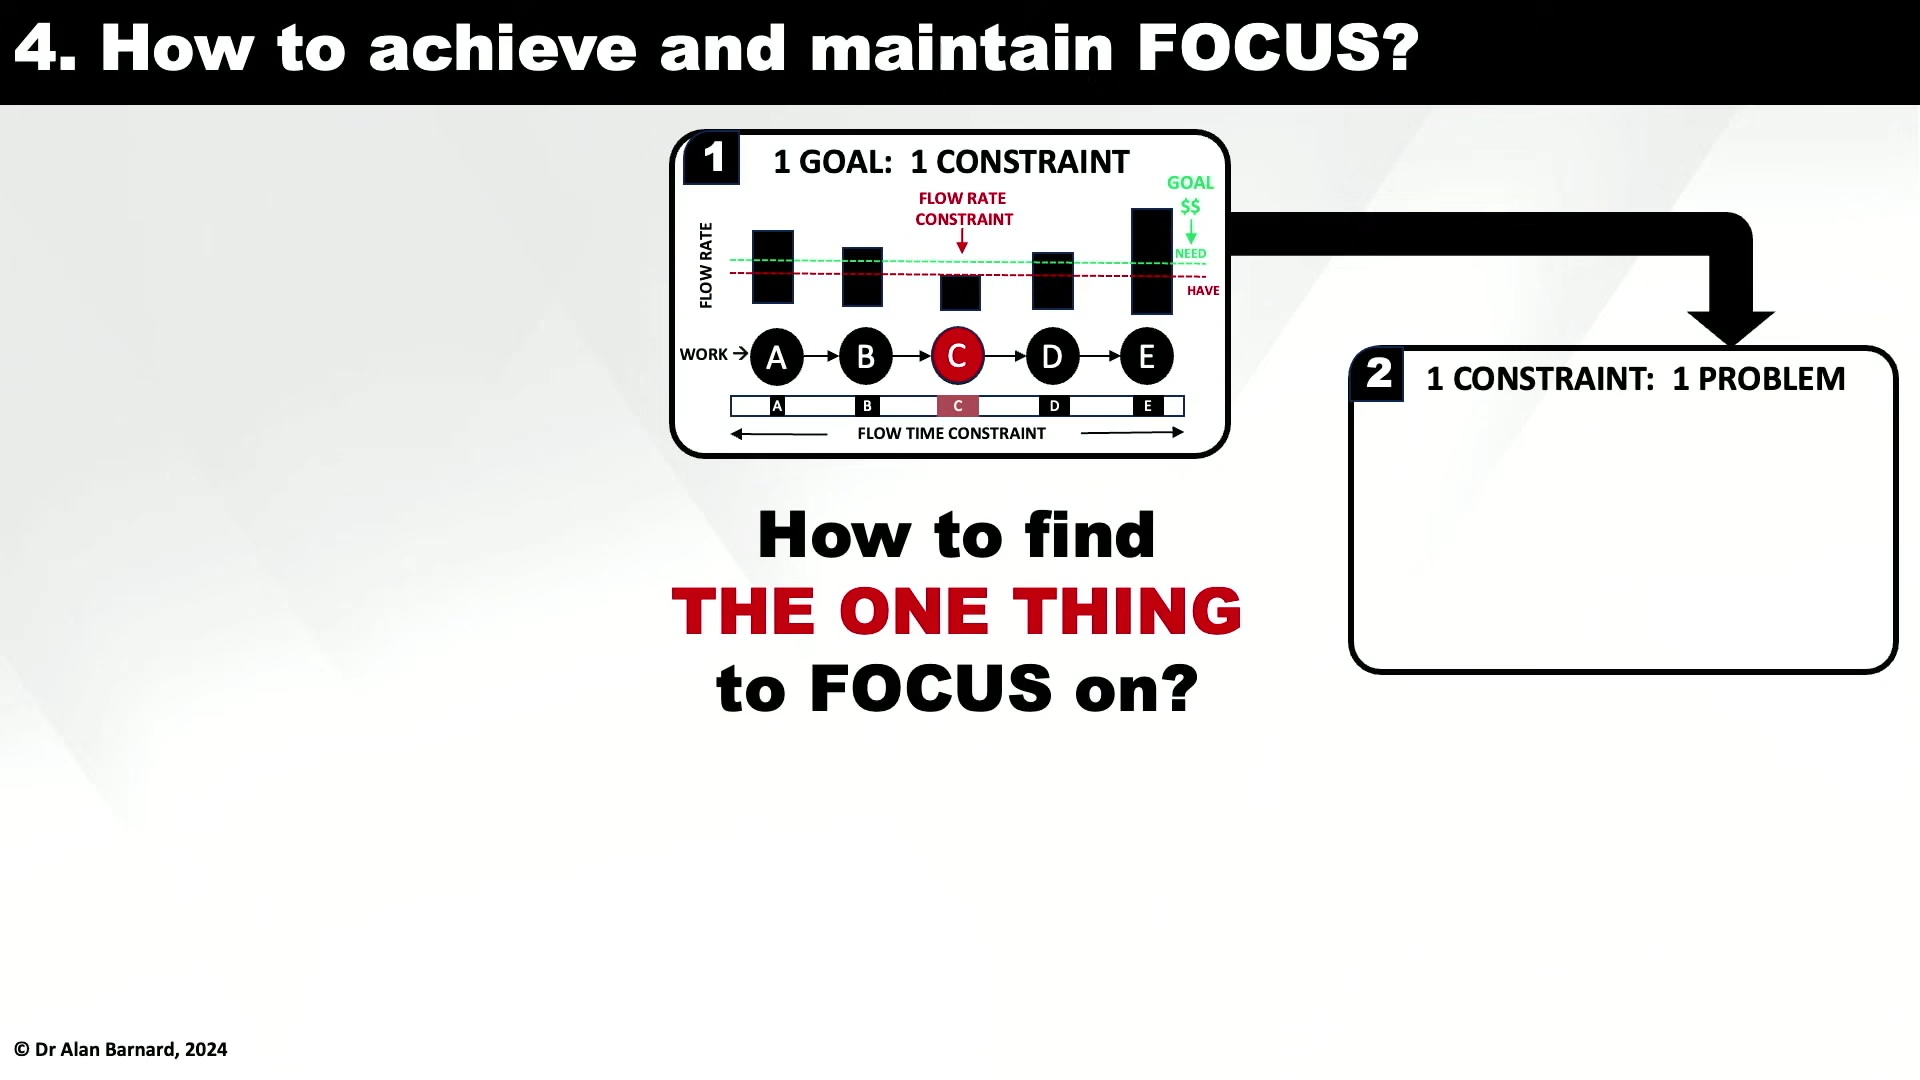 4. How to achieve and maintain FOCUS?
1
1 GOAL: 1 CONSTRAINT
GOAL
$$
NEED
HAVE
FLOW RATE
CONSTRAINT
FLOW RATE
WORK →
A
B
C
D
E
A
B
C
D
E
FLOW TIME CONSTRAINT
2
1 CONSTRAINT: 1 PROBLEM
How to find
THE ONE THING
to FOCUS on?
© Dr Alan Barnard, 2024